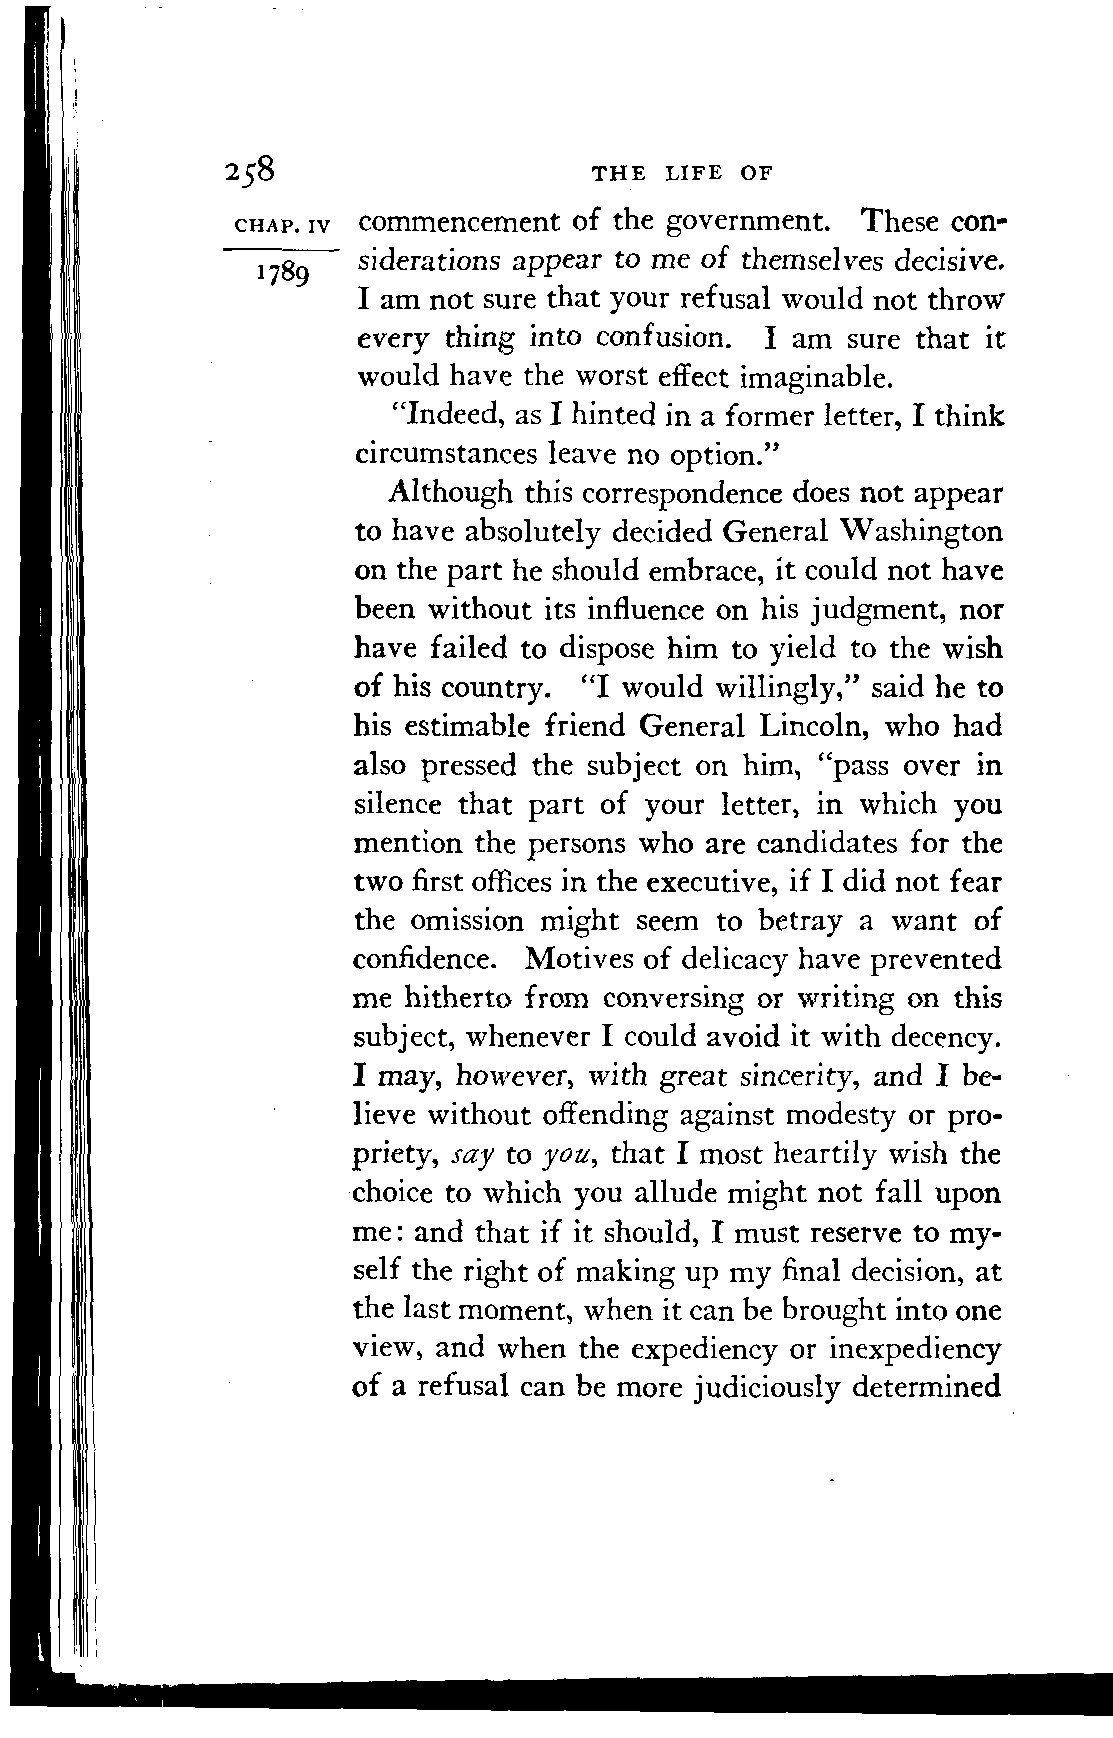 258 THE LIFE OF
CHAP. IV commencement of the government. These con-
1789 siderations appear to me of themselves decisive.
I am not sure that your refusal would not throw
every thing into confusion. I am sure that it
would have the worst effect imaginable.
"Indeed, as I hinted in a former letter, I think
circumstances leave no option."
Although this correspondence does not appear
to have absolutely decided General Washington
on the part he should embrace, it could not have
been without its influence on his judgment, nor
have failed to dispose him to yield to the wish
of his country. "I would willingly," said he to
his estimable friend General Lincoln, who had
also pressed the subject on him, "pass over in
silence that part of your letter, in which you
mention the persons who are candidates for the
two first offices in the executive, if I did not fear
the omission might seem to betray a want of
confidence. Motives of delicacy have prevented
me hitherto from conversing or writing on this
subject, whenever I could avoid it with decency.
I may, however, with great sincerity, and I be-
lieve without offending against modesty or pro-
priety, say to you, that I most heartily wish the
choice to which you allude might not fall upon
me: and that if it should, I must reserve to my-
self the right of making up my final decision, at
the last moment, when it can be brought into one
view, and when the expediency or inexpediency
of a refusal can be more judiciously determined